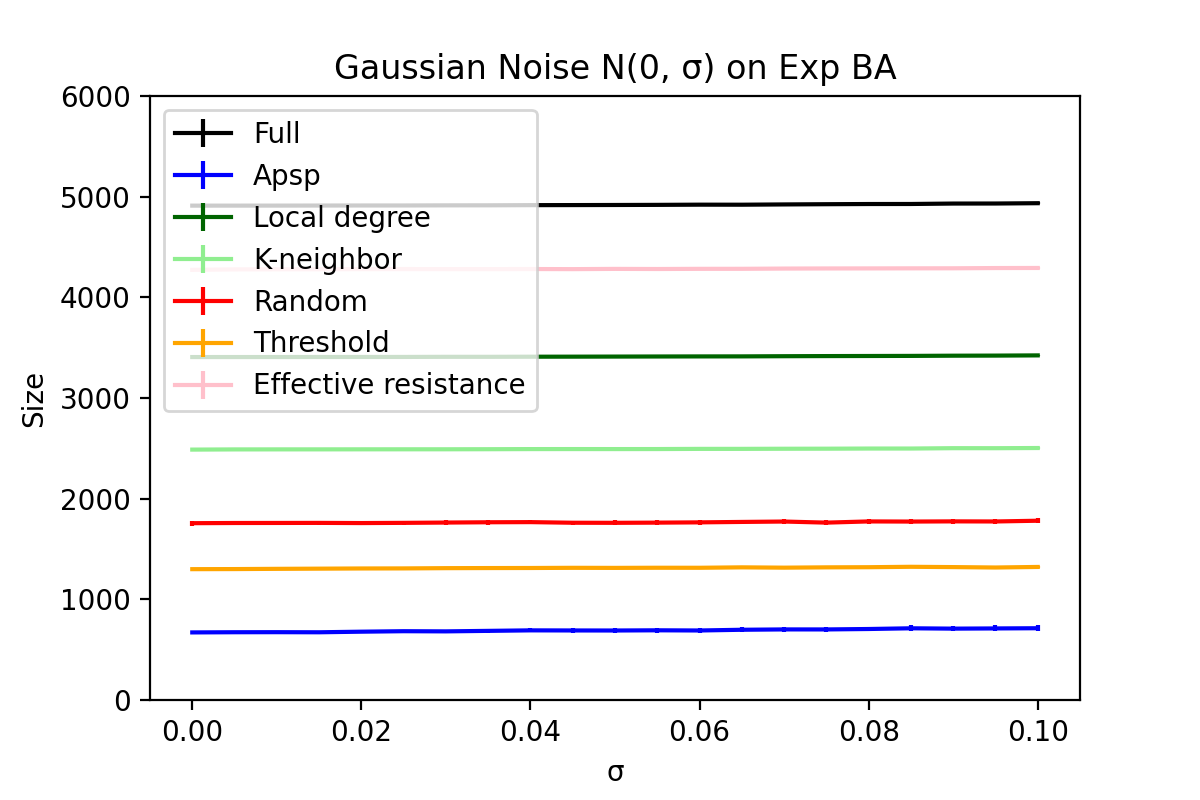 Gaussian Noise N(0, σ) on Exp BA
6000
5000
4000
3000
2000
1000
0
Size
Full
Apsp
Local degree
K-neighbor
Random
Threshold
Effective resistance
0.00 0.02 0.04 0.06 0.08 0.10
σ